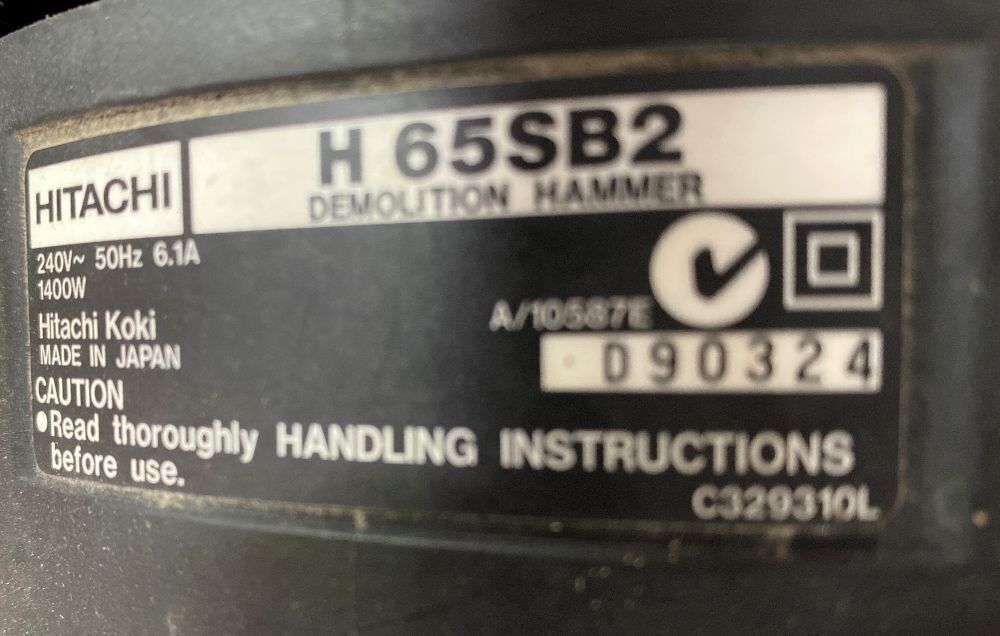 HITACHI
H 65SB2
DEMOLITION HAMMER
240V~ 50Hz 6.1A
1400W
Hitachi Koki
MADE IN JAPAN
A/10587E
D90324
CAUTION
●Read thoroughly HANDLING INSTRUCTIONS
before use.
C329310L